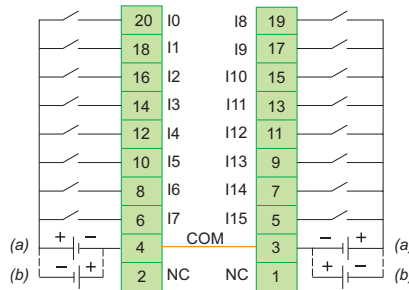 20 I0 I8 19
18 I1 I9 17
16 I2 I10 15
14 I3 I11 13
12 I4 I12 11
10 I5 I13 9
8 I6 I14 7
6 I7 I15 5
(a) + − 4 COM 3 − + (a)
(b) − + 2 NC NC 1 + − (b)